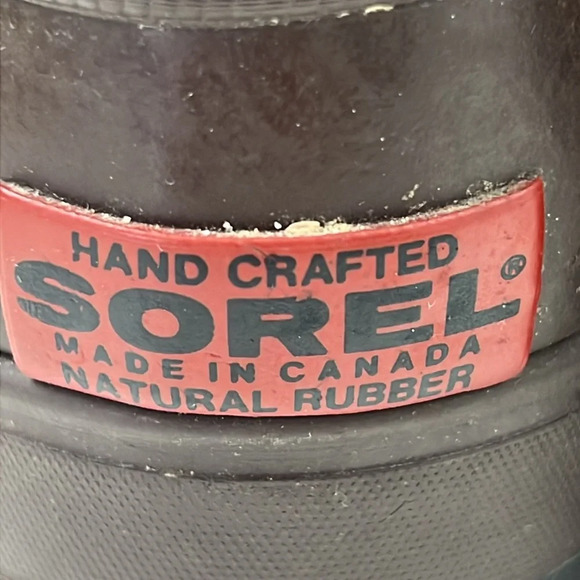 HAND CRAFTED
SOREL®
MADE IN CANADA
NATURAL RUBBER